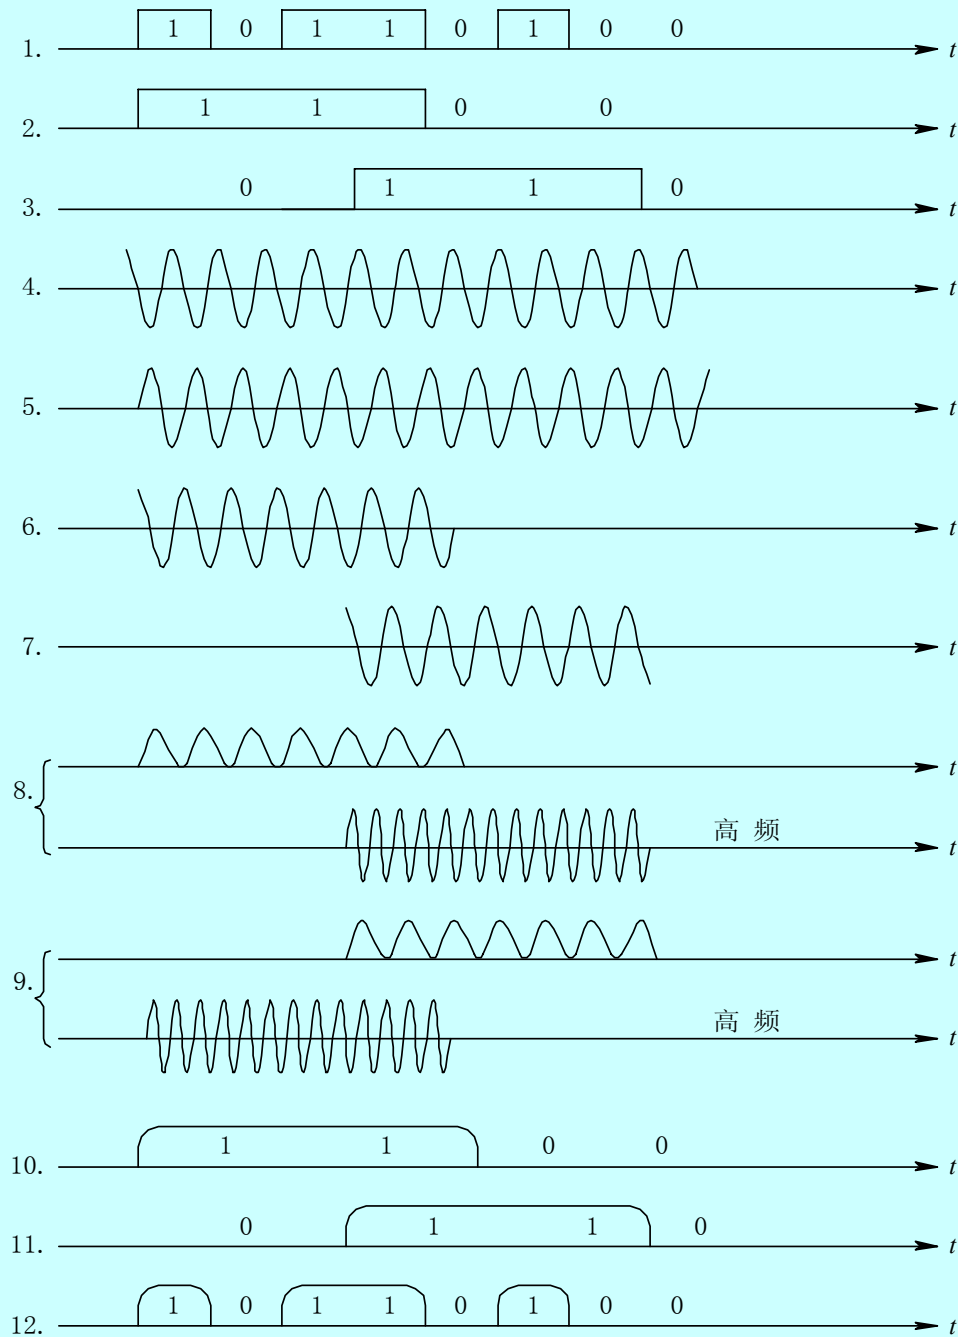 1. 1 0 1 1 0 1 0 0 t
2. 1 1 0 0 t
3. 0 1 1 0 t
4. t
5. t
6. t
7. t
t
8.
高 频 t
t
9.
高 频 t
10. 1 1 0 0 t
11. 0 1 1 0 t
12. 1 0 1 1 0 1 0 0 t